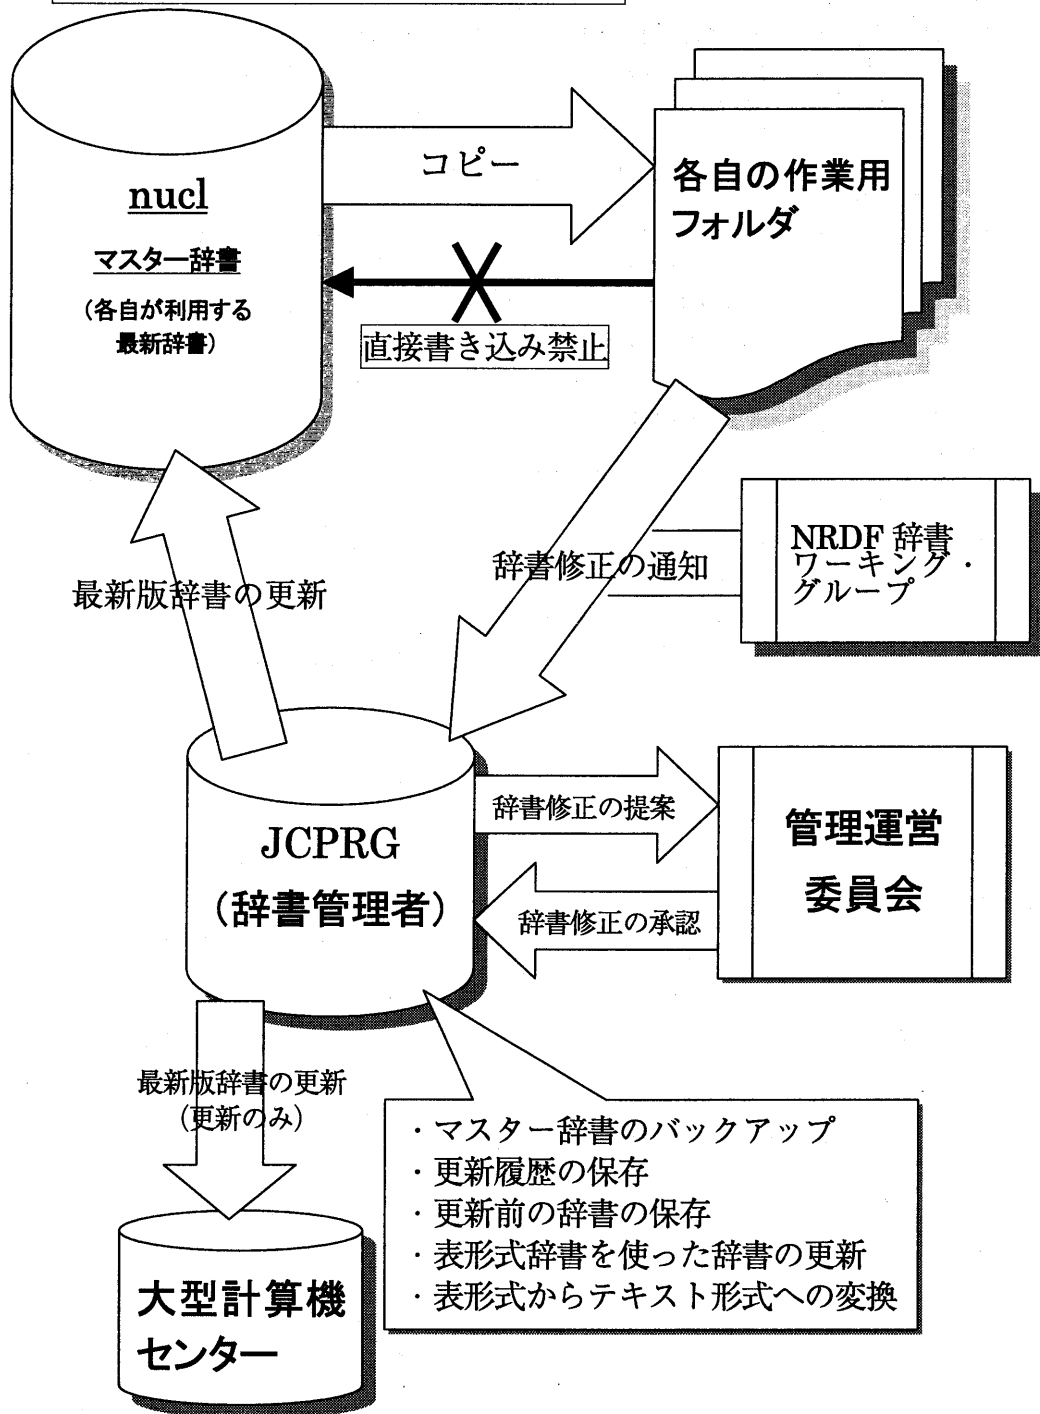 nucl
マスター辞書
(各自が利用する
最新辞書)
コピー
各自の作業用
フォルダ
直接書き込み禁止
NRDF 辞書
ワーキング・
グループ
辞書修正の通知
最新版辞書の更新
JCPRG
(辞書管理者)
辞書修正の提案
管理運営
委員会
辞書修正の承認
最新版辞書の更新
(更新のみ)
・マスター辞書のバックアップ
・更新履歴の保存
・更新前の辞書の保存
・表形式辞書を使った辞書の更新
・表形式からテキスト形式への変換
大型計算機
センター